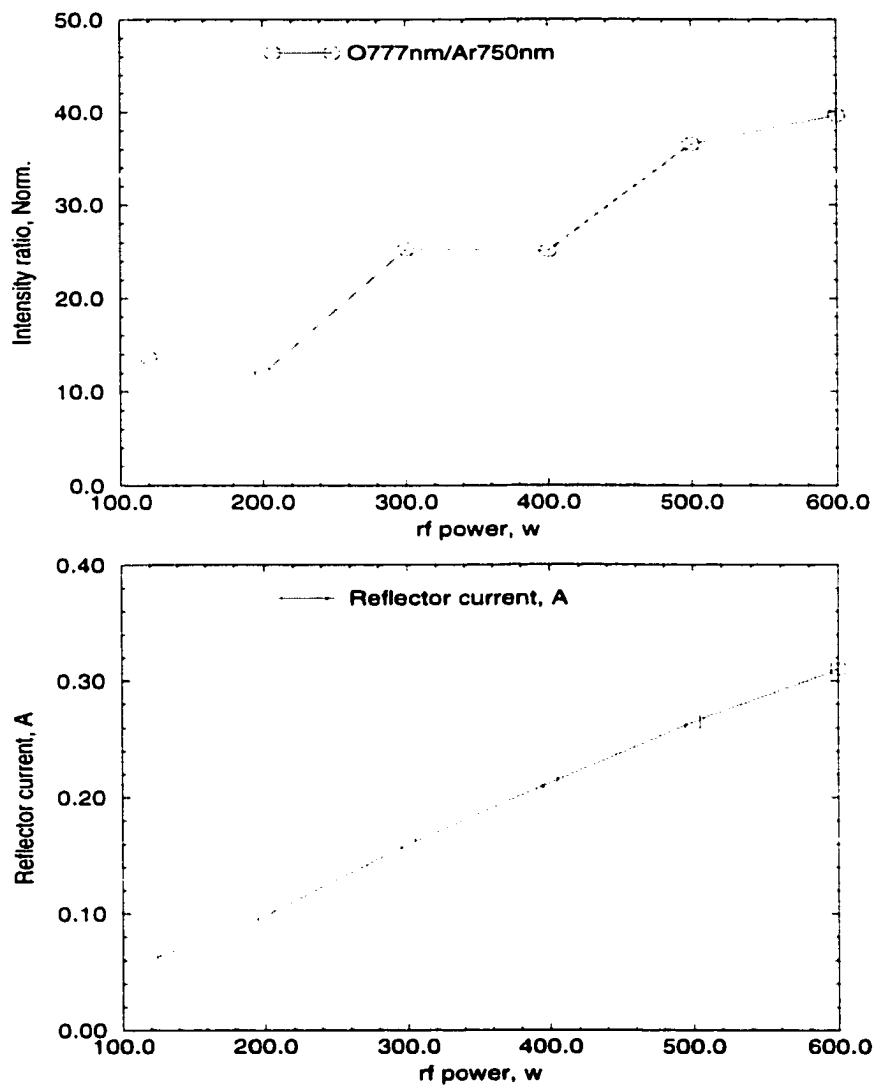 50.0
O777nm/Ar750nm
40.0
30.0
Intensity ratio, Norm.
20.0
10.0
0.0
100.0 200.0 300.0 400.0 500.0 600.0
rf power, w
0.40
Reflector current, A
0.30
Reflector current, A
0.20
0.10
0.00
100.0 200.0 300.0 400.0 500.0 600.0
rf power, w